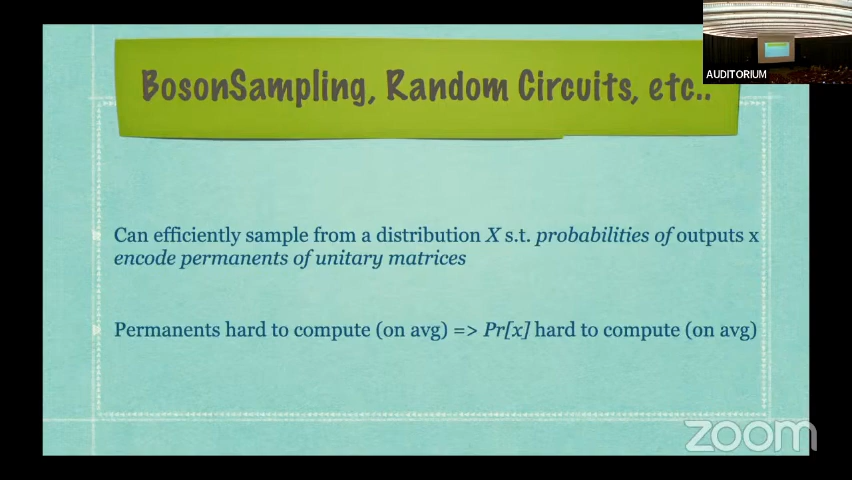 AUDITORIUM
BosonSampling, Random Circuits, etc..
Can efficiently sample from a distribution X s.t. probabilities of outputs x
encode permanents of unitary matrices
Permanents hard to compute (on avg) => Pr[x] hard to compute (on avg)
zoom